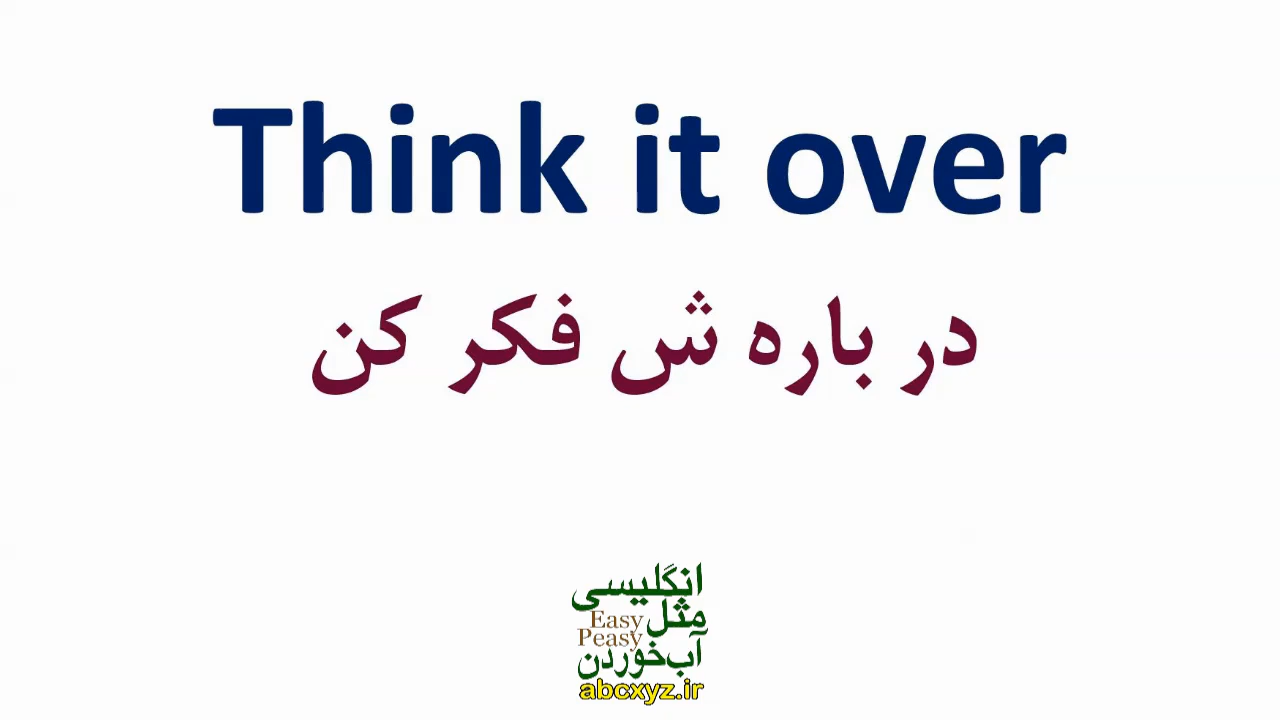 Think it over
در باره ش فکر کن
انگلیسی
مثل Easy
Peasy
آب‌خوردن
abcxyz.ir